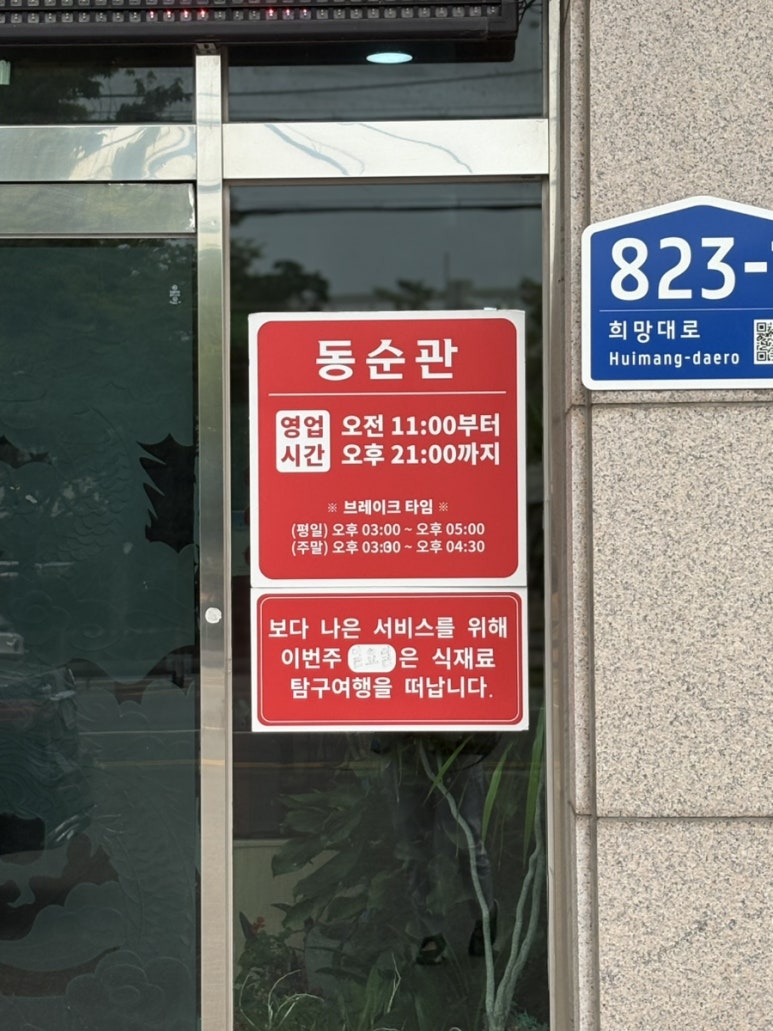 동순관
영업 시간
오전 11:00부터
오후 21:00까지
※ 브레이크 타임 ※
(평일) 오후 03:00 ~ 오후 05:00
(주말) 오후 03:00 ~ 오후 04:30
보다 나은 서비스를 위해
이번주 은 식재료
탐구여행을 떠납니다.
823-
희망대로
Huimang-daero